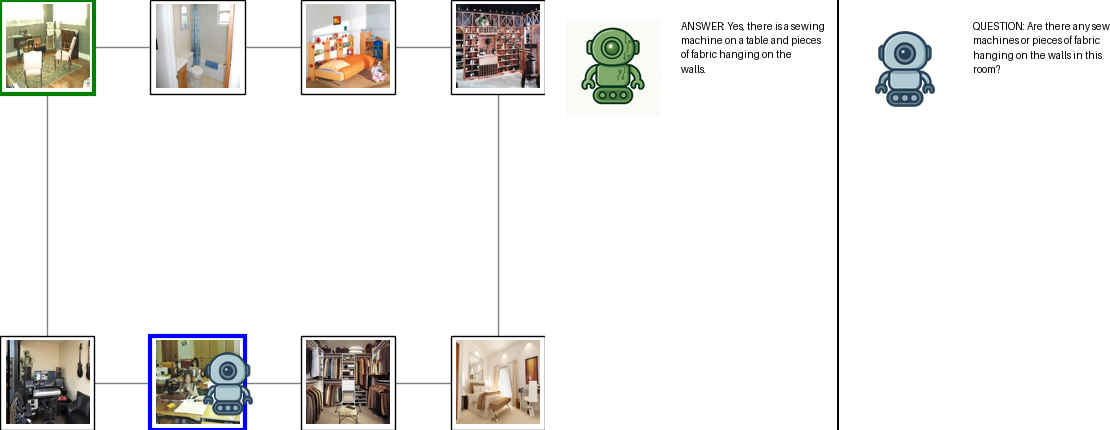 ANSWER: Yes, there is a sewing
machine on a table and pieces
of fabric hanging on the
walls.
QUESTION: Are there any sew
machines or pieces of fabric
hanging on the walls in this
room?